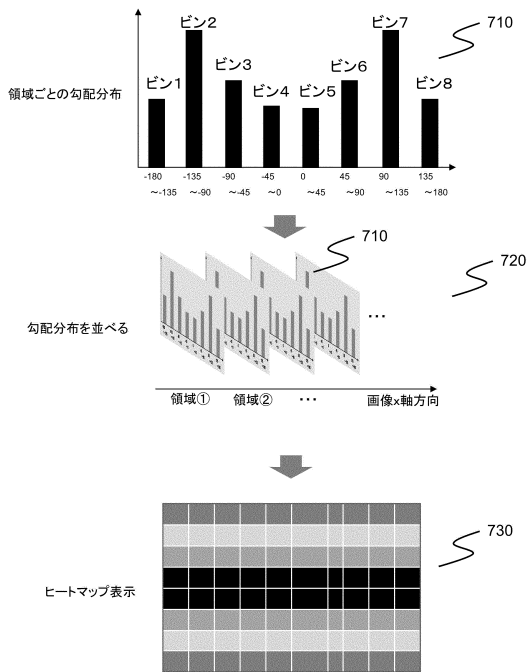 710
ビン1
ビン2
ビン3
ビン4
ビン5
ビン6
ビン7
ビン8
領域ごとの勾配分布
-180 -135 -90 -45 0 45 90 135
~-135 ~-90 ~-45 ~0 ~45 ~90 ~135 ~180
710
720
勾配分布を並べる
…
領域① 領域② … 画像x軸方向
730
ヒートマップ表示